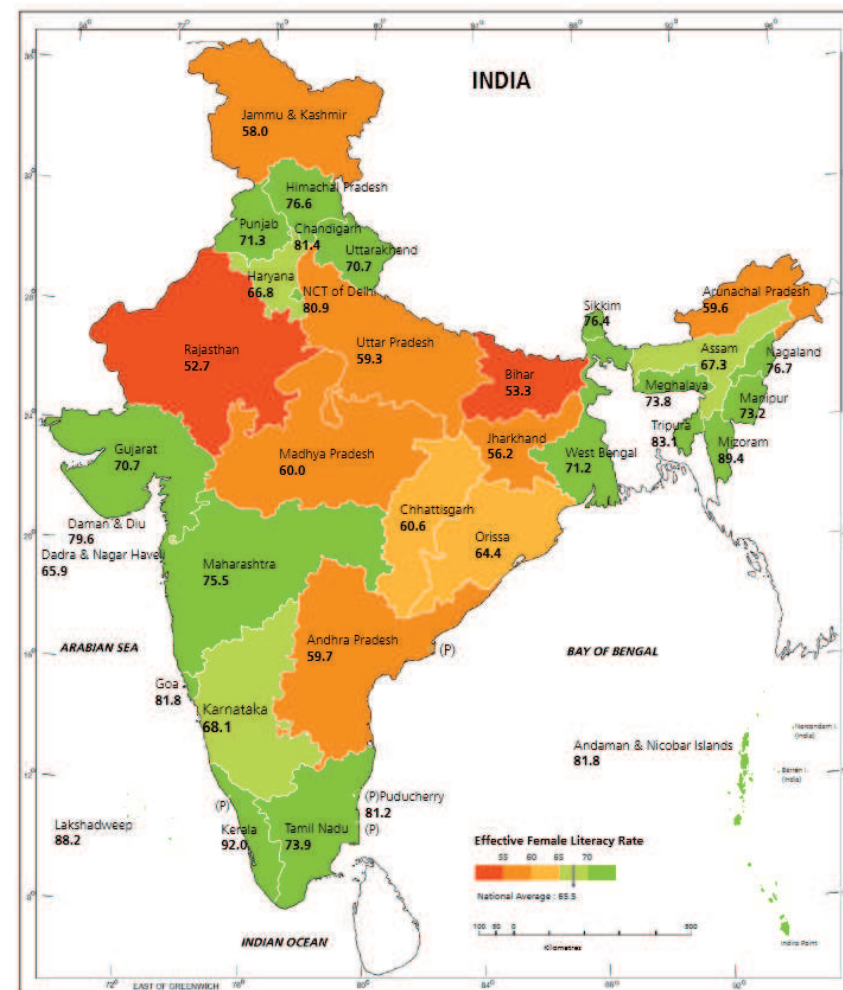 INDIA
Jammu & Kashmir
58.0
Himachal Pradesh
76.6
Punjab
71.3
Chandigarh
81.4
Uttarakhand
70.7
Haryana
66.8
NCT of Delhi
80.9
Rajasthan
52.7
Uttar Pradesh
59.3
Bihar
53.3
Sikkim
76.4
Arunachal Pradesh
59.6
Assam
67.3
Nagaland
76.7
Meghalaya
73.8
Manipur
73.2
Tripura
83.1
Mizoram
89.4
Gujarat
70.7
Madhya Pradesh
60.0
Jharkhand
56.2
West Bengal
71.2
Chhattisgarh
60.6
Orissa
64.4
Daman & Diu
79.6
Dadra & Nagar Haveli
65.9
Maharashtra
75.5
Andhra Pradesh
59.7
(P)
ARABIAN SEA
BAY OF BENGAL
Goa
81.8
Karnataka
68.1
Andaman & Nicobar Islands
81.8
(P)
(P)Puducherry
81.2
(P)
Lakshadweep
88.2
Kerala
92.0
Tamil Nadu
73.9
Effective Female Literacy Rate
55 60 65 70
National Average : 65.5
Kilometres
INDIAN OCEAN
Indira Point
EAST OF GREENWICH